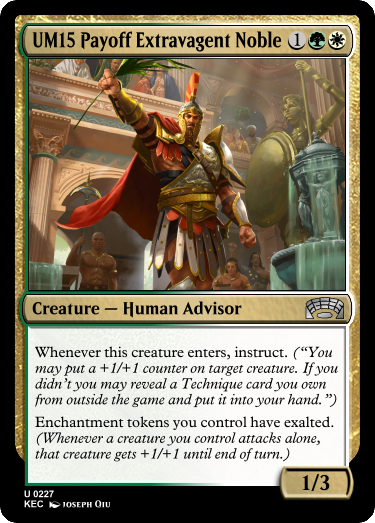 UM15 Payoff Extravagent Noble 1
Creature — Human Advisor
Whenever this creature enters, instruct. (“You
may put a +1/+1 counter on target creature. If you
didn’t you may reveal a Technique card you own
from outside the game and put it into your hand.”)
Enchantment tokens you control have exalted.
(Whenever a creature you control attacks alone,
that creature gets +1/+1 until end of turn.)
1/3
U 0227
KEC Joseph Qiu